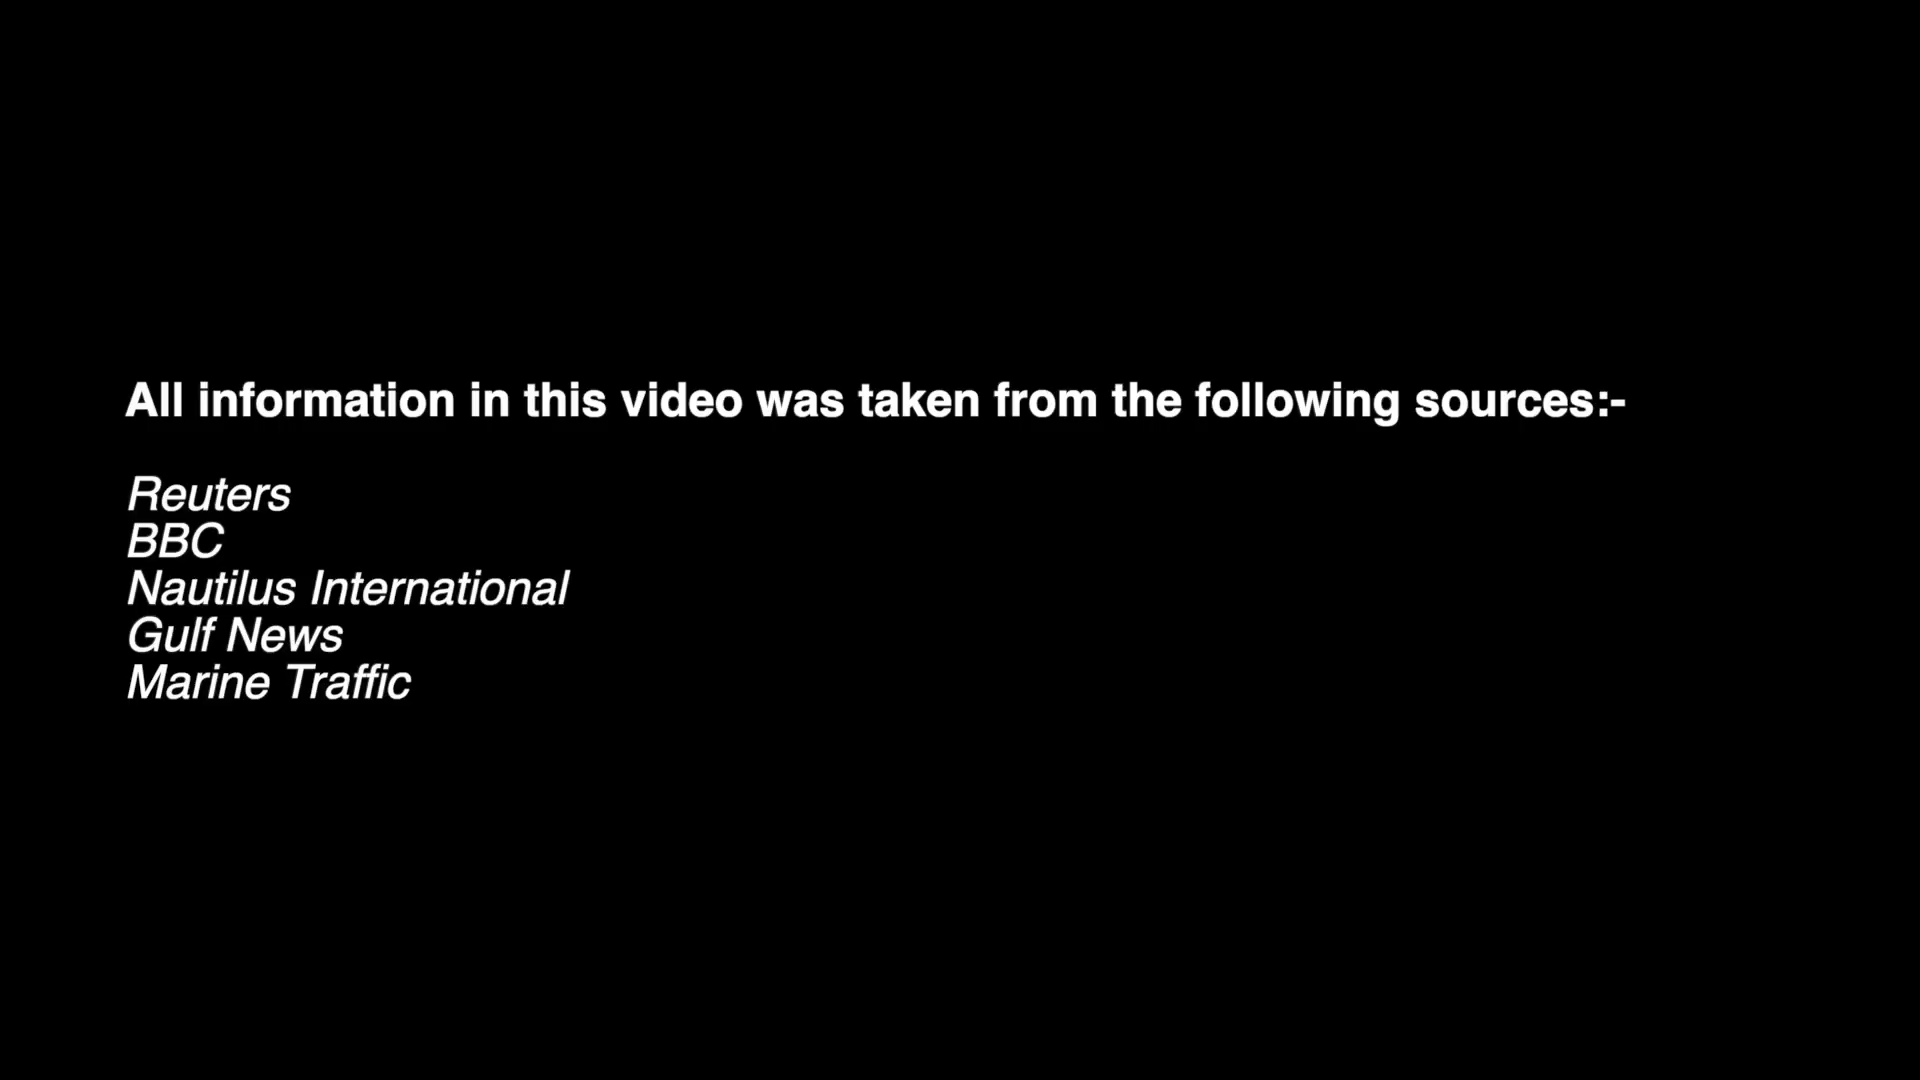 All information in this video was taken from the following sources:-
Reuters
BBC
Nautilus International
Gulf News
Marine Traffic